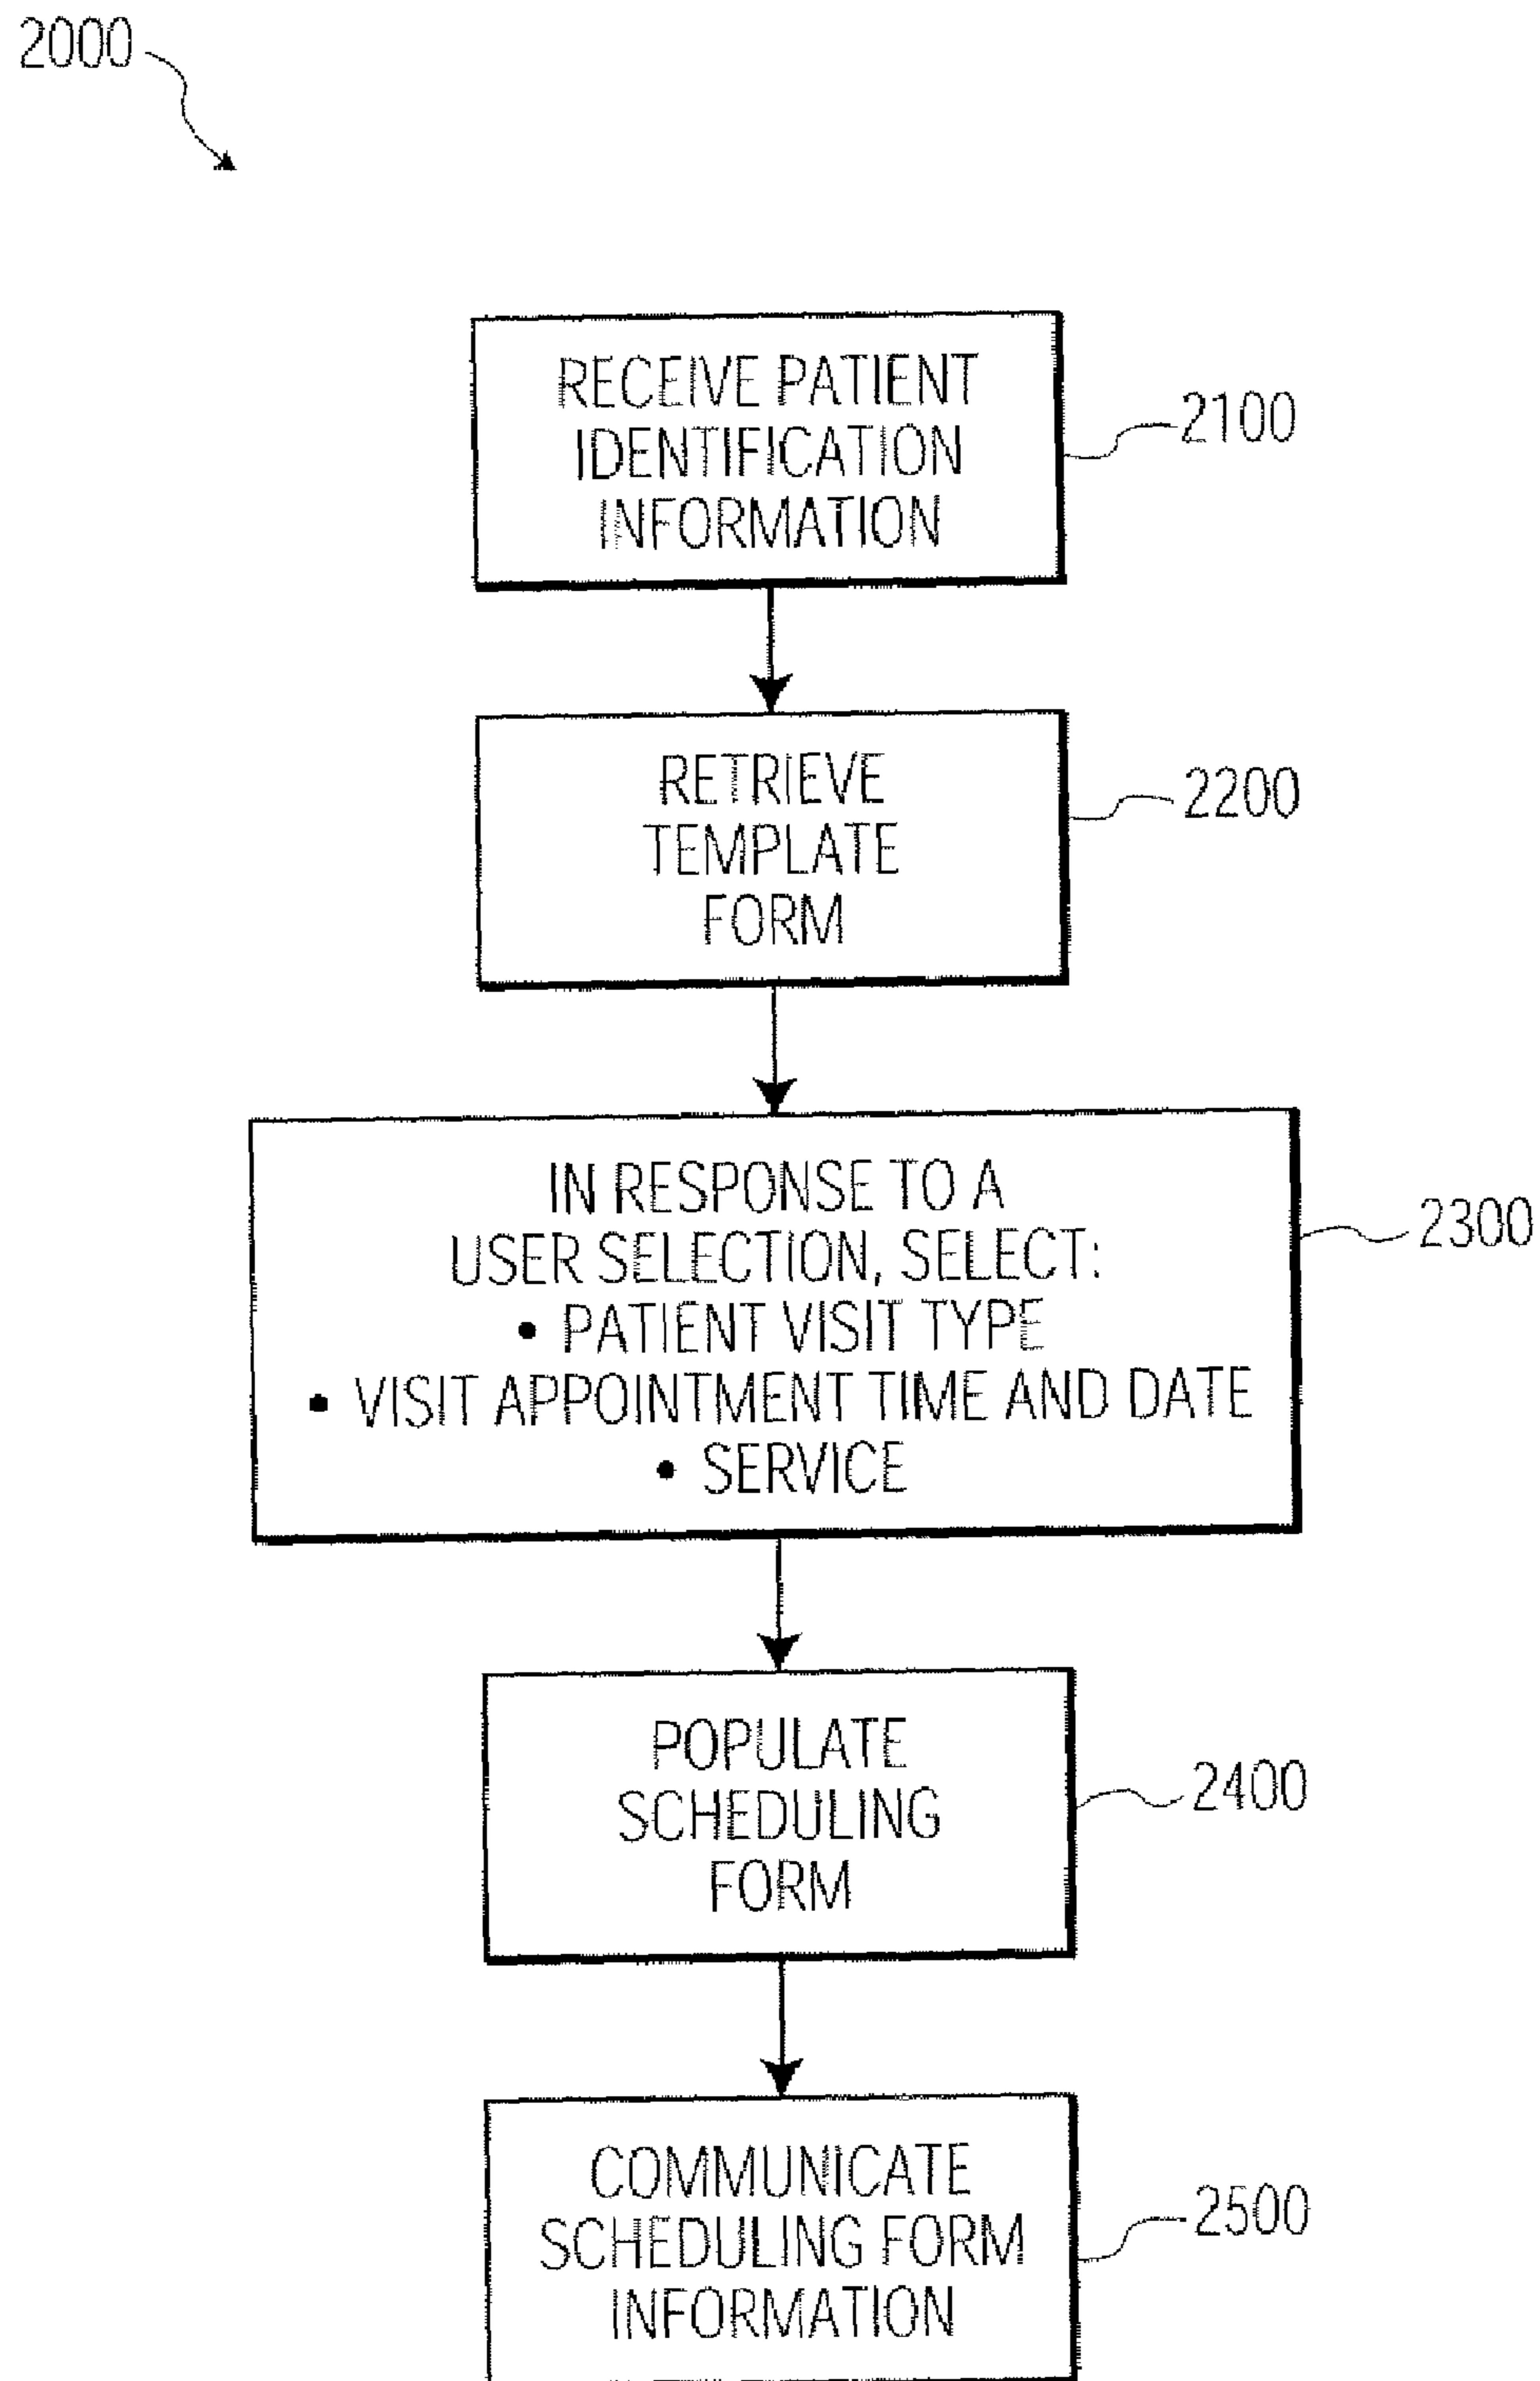 2000
RECEIVE PATIENT
IDENTIFICATION
INFORMATION
2100
RETRIEVE
TEMPLATE
FORM
2200
IN RESPONSE TO A
USER SELECTION, SELECT:
• PATIENT VISIT TYPE
• VISIT APPOINTMENT TIME AND DATE
• SERVICE
2300
POPULATE
SCHEDULING
FORM
2400
COMMUNICATE
SCHEDULING FORM
INFORMATION
2500